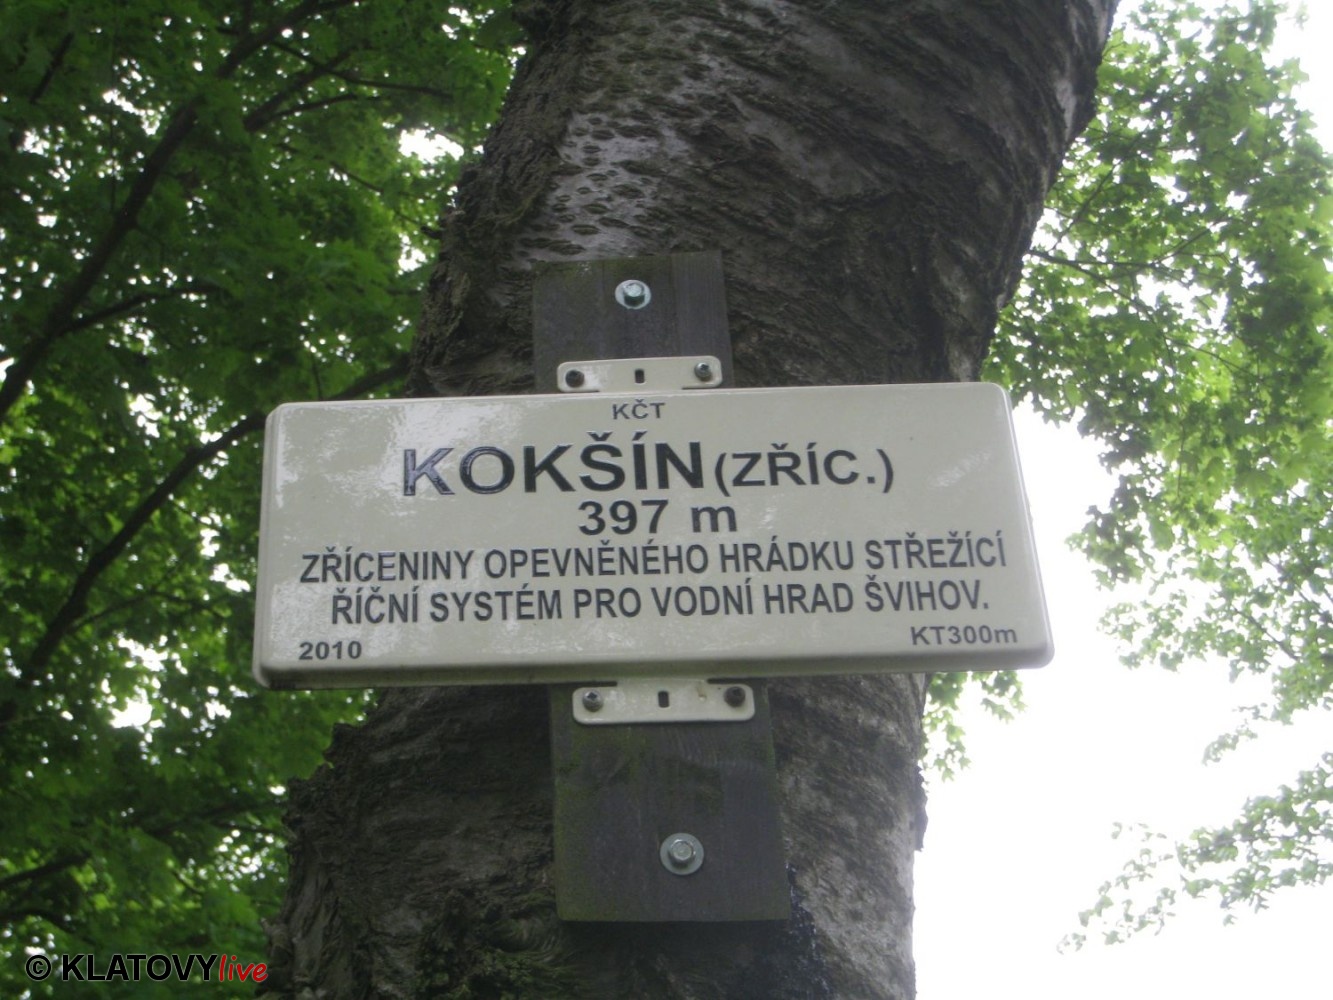 KČT
KOKŠÍN (ZŘÍC.)
397 m
ZŘÍCENINY OPEVNĚNÉHO HRÁDKU STŘEŽÍCÍ
ŘÍČNÍ SYSTÉM PRO VODNÍ HRAD ŠVIHOV.
2010 KT300m
© KLATOVYlive